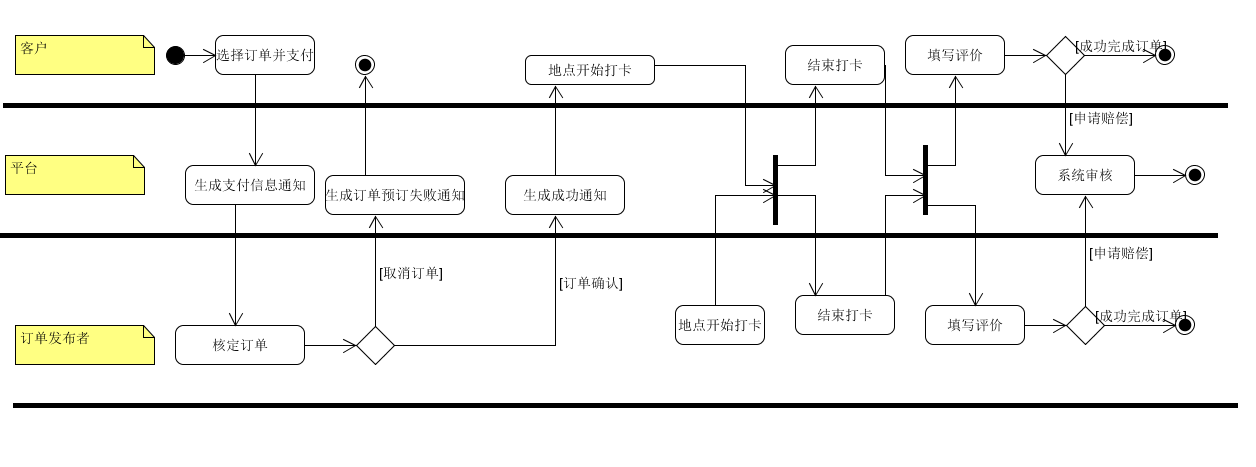 客户
选择订单并支付
地点开始打卡
结束打卡
填写评价
[成功完成订单]
[申请赔偿]
平台
生成支付信息通知
生成订单预订失败通知
生成成功通知
系统审核
[取消订单]
[订单确认]
[申请赔偿]
订单发布者
核定订单
地点开始打卡
结束打卡
填写评价
[成功完成订单]